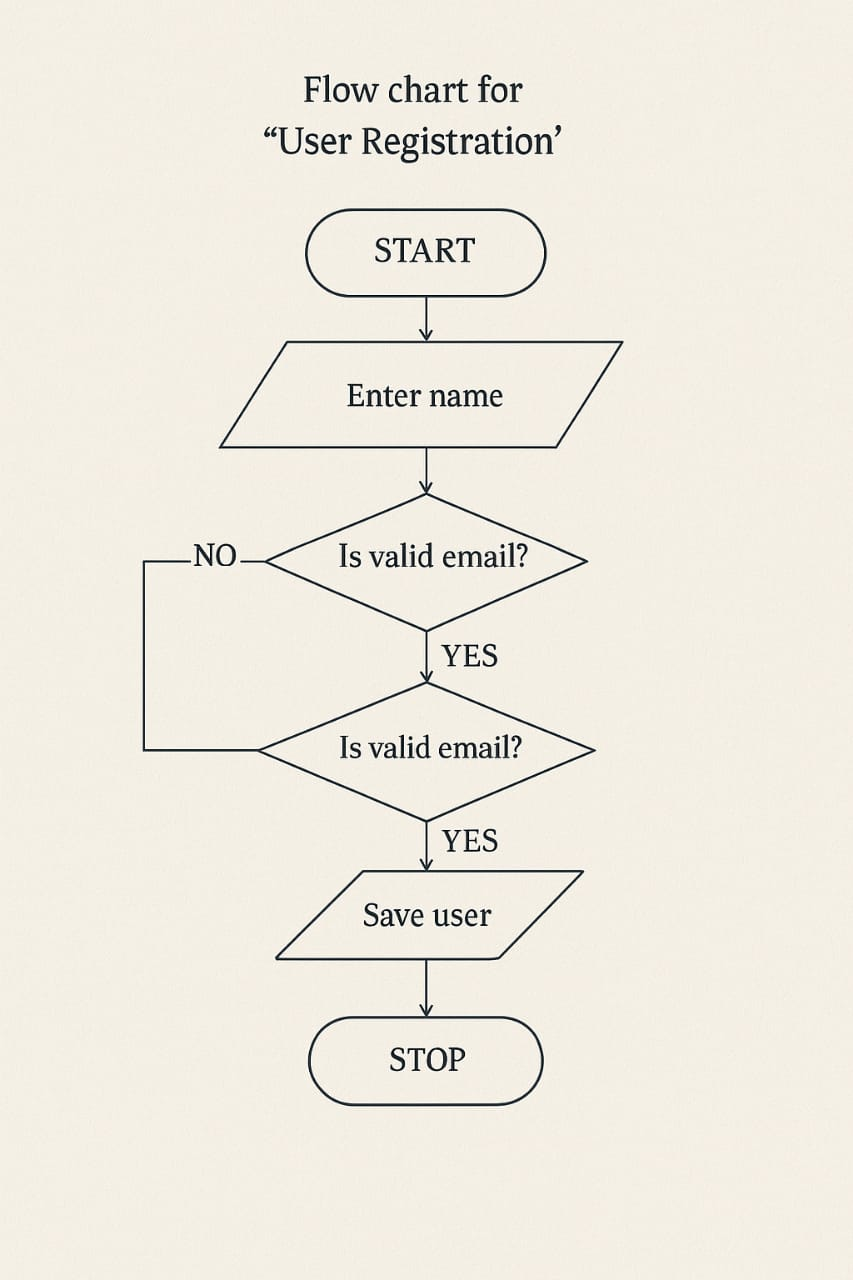 Flow chart for
“User Registration’
START
Enter name
Is valid email?
NO
YES
Is valid email?
YES
Save user
STOP